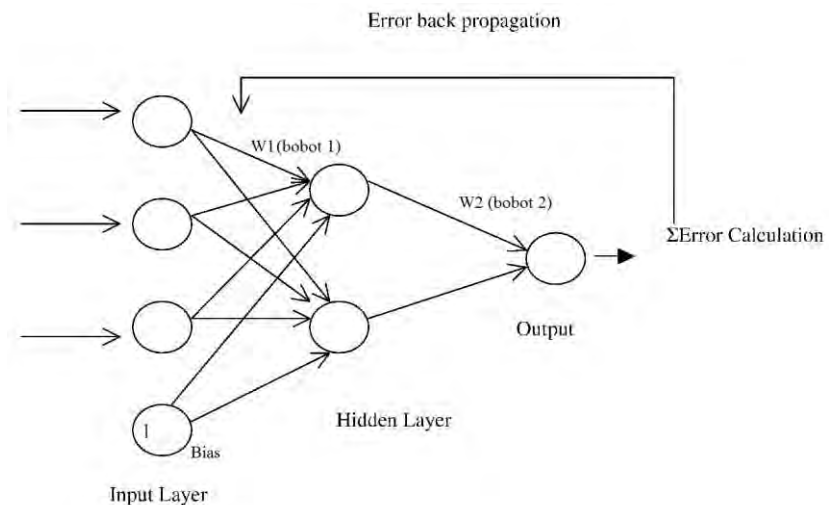 Error back propagation
W1(bobot 1)
W2 (bobot 2)
ΣError Calculation
Output
Hidden Layer
1
Bias
Input Layer